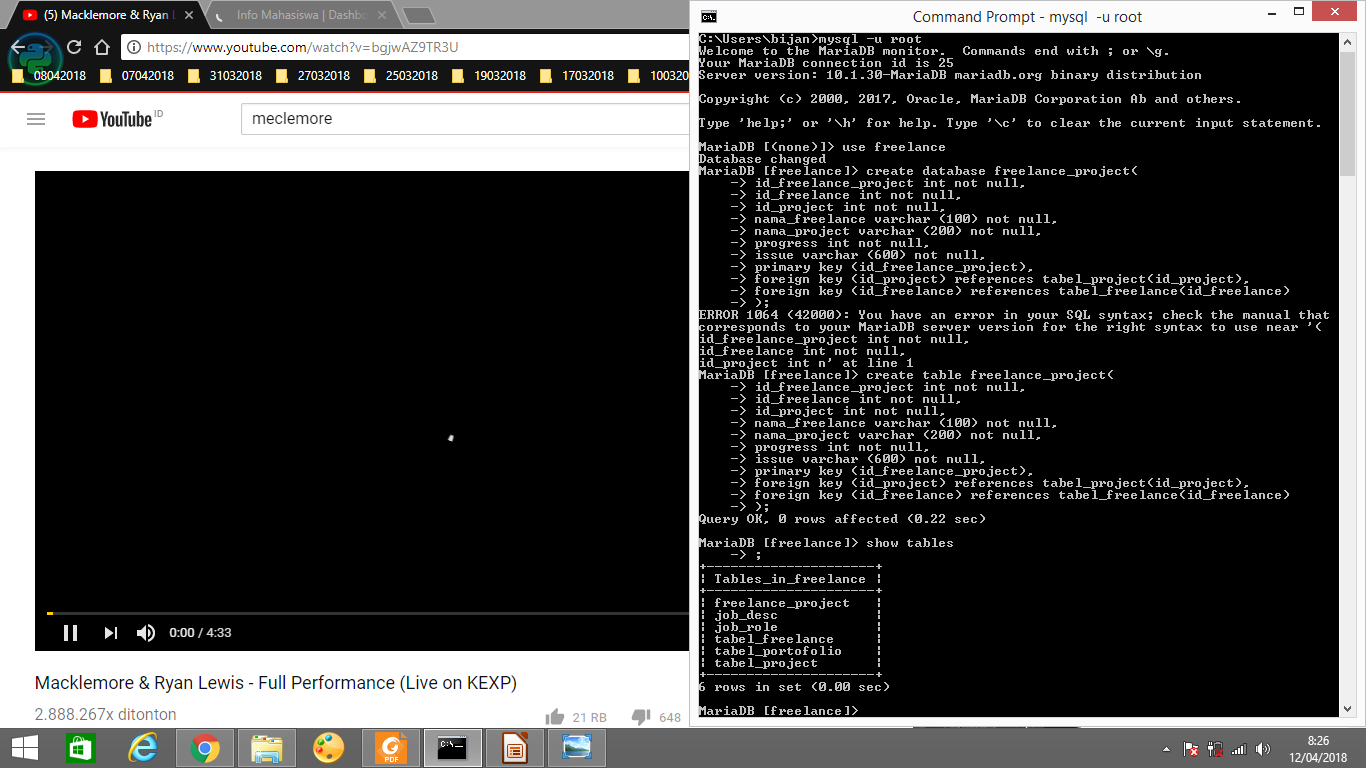 (5) Macklemore & Ryan L
Info Mahasiswa | Dashbo
https://www.youtube.com/watch?v=bgjwAZ9TR3U
08042018 07042018 31032018 27032018 25032018 19032018 17032018 100320
YouTube ID
meclemore
0:00 / 4:33
Macklemore & Ryan Lewis - Full Performance (Live on KEXP)
2.888.267x ditonton
21 RB 648
Command Prompt - mysql -u root
C:\Users\bijan>mysql -u root
Welcome to the MariaDB monitor.  Commands end with ; or \g.
Your MariaDB connection id is 25
Server version: 10.1.30-MariaDB mariadb.org binary distribution
Copyright (c) 2000, 2017, Oracle, MariaDB Corporation Ab and others.
Type 'help;' or '\h' for help. Type '\c' to clear the current input statement.
MariaDB [(none)]> use freelance
Database changed
MariaDB [freelance]> create database freelance_project(
    -> id_freelance_project int not null,
    -> id_freelance int not null,
    -> id_project int not null,
    -> nama_freelance varchar (100) not null,
    -> nama_project varchar (200) not null,
    -> progress int not null,
    -> issue varchar (600) not null,
    -> primary key (id_freelance_project),
    -> foreign key (id_project) references tabel_project(id_project),
    -> foreign key (id_freelance) references tabel_freelance(id_freelance)
    -> );
ERROR 1064 (42000): You have an error in your SQL syntax; check the manual that
corresponds to your MariaDB server version for the right syntax to use near '(
id_freelance_project int not null,
id_freelance int not null,
id_project int n' at line 1
MariaDB [freelance]> create table freelance_project(
    -> id_freelance_project int not null,
    -> id_freelance int not null,
    -> id_project int not null,
    -> nama_freelance varchar (100) not null,
    -> nama_project varchar (200) not null,
    -> progress int not null,
    -> issue varchar (600) not null,
    -> primary key (id_freelance_project),
    -> foreign key (id_project) references tabel_project(id_project),
    -> foreign key (id_freelance) references tabel_freelance(id_freelance)
    -> );
Query OK, 0 rows affected (0.22 sec)
MariaDB [freelance]> show tables
    -> ;
+---------------------+
| Tables_in_freelance |
+---------------------+
| freelance_project   |
| job_desc            |
| job_role            |
| tabel_freelance     |
| tabel_portofolio    |
| tabel_project       |
+---------------------+
6 rows in set (0.00 sec)
MariaDB [freelance]>
PDF
8:26
12/04/2018